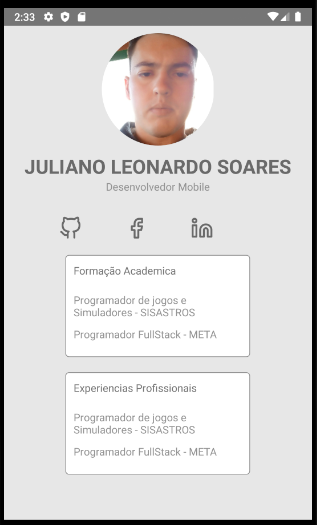 2:33
JULIANO LEONARDO SOARES
Desenvolvedor Mobile
Formação Academica
Programador de jogos e
Simuladores - SISASTROS
Programador FullStack - META
Experiencias Profissionais
Programador de jogos e
Simuladores - SISASTROS
Programador FullStack - META